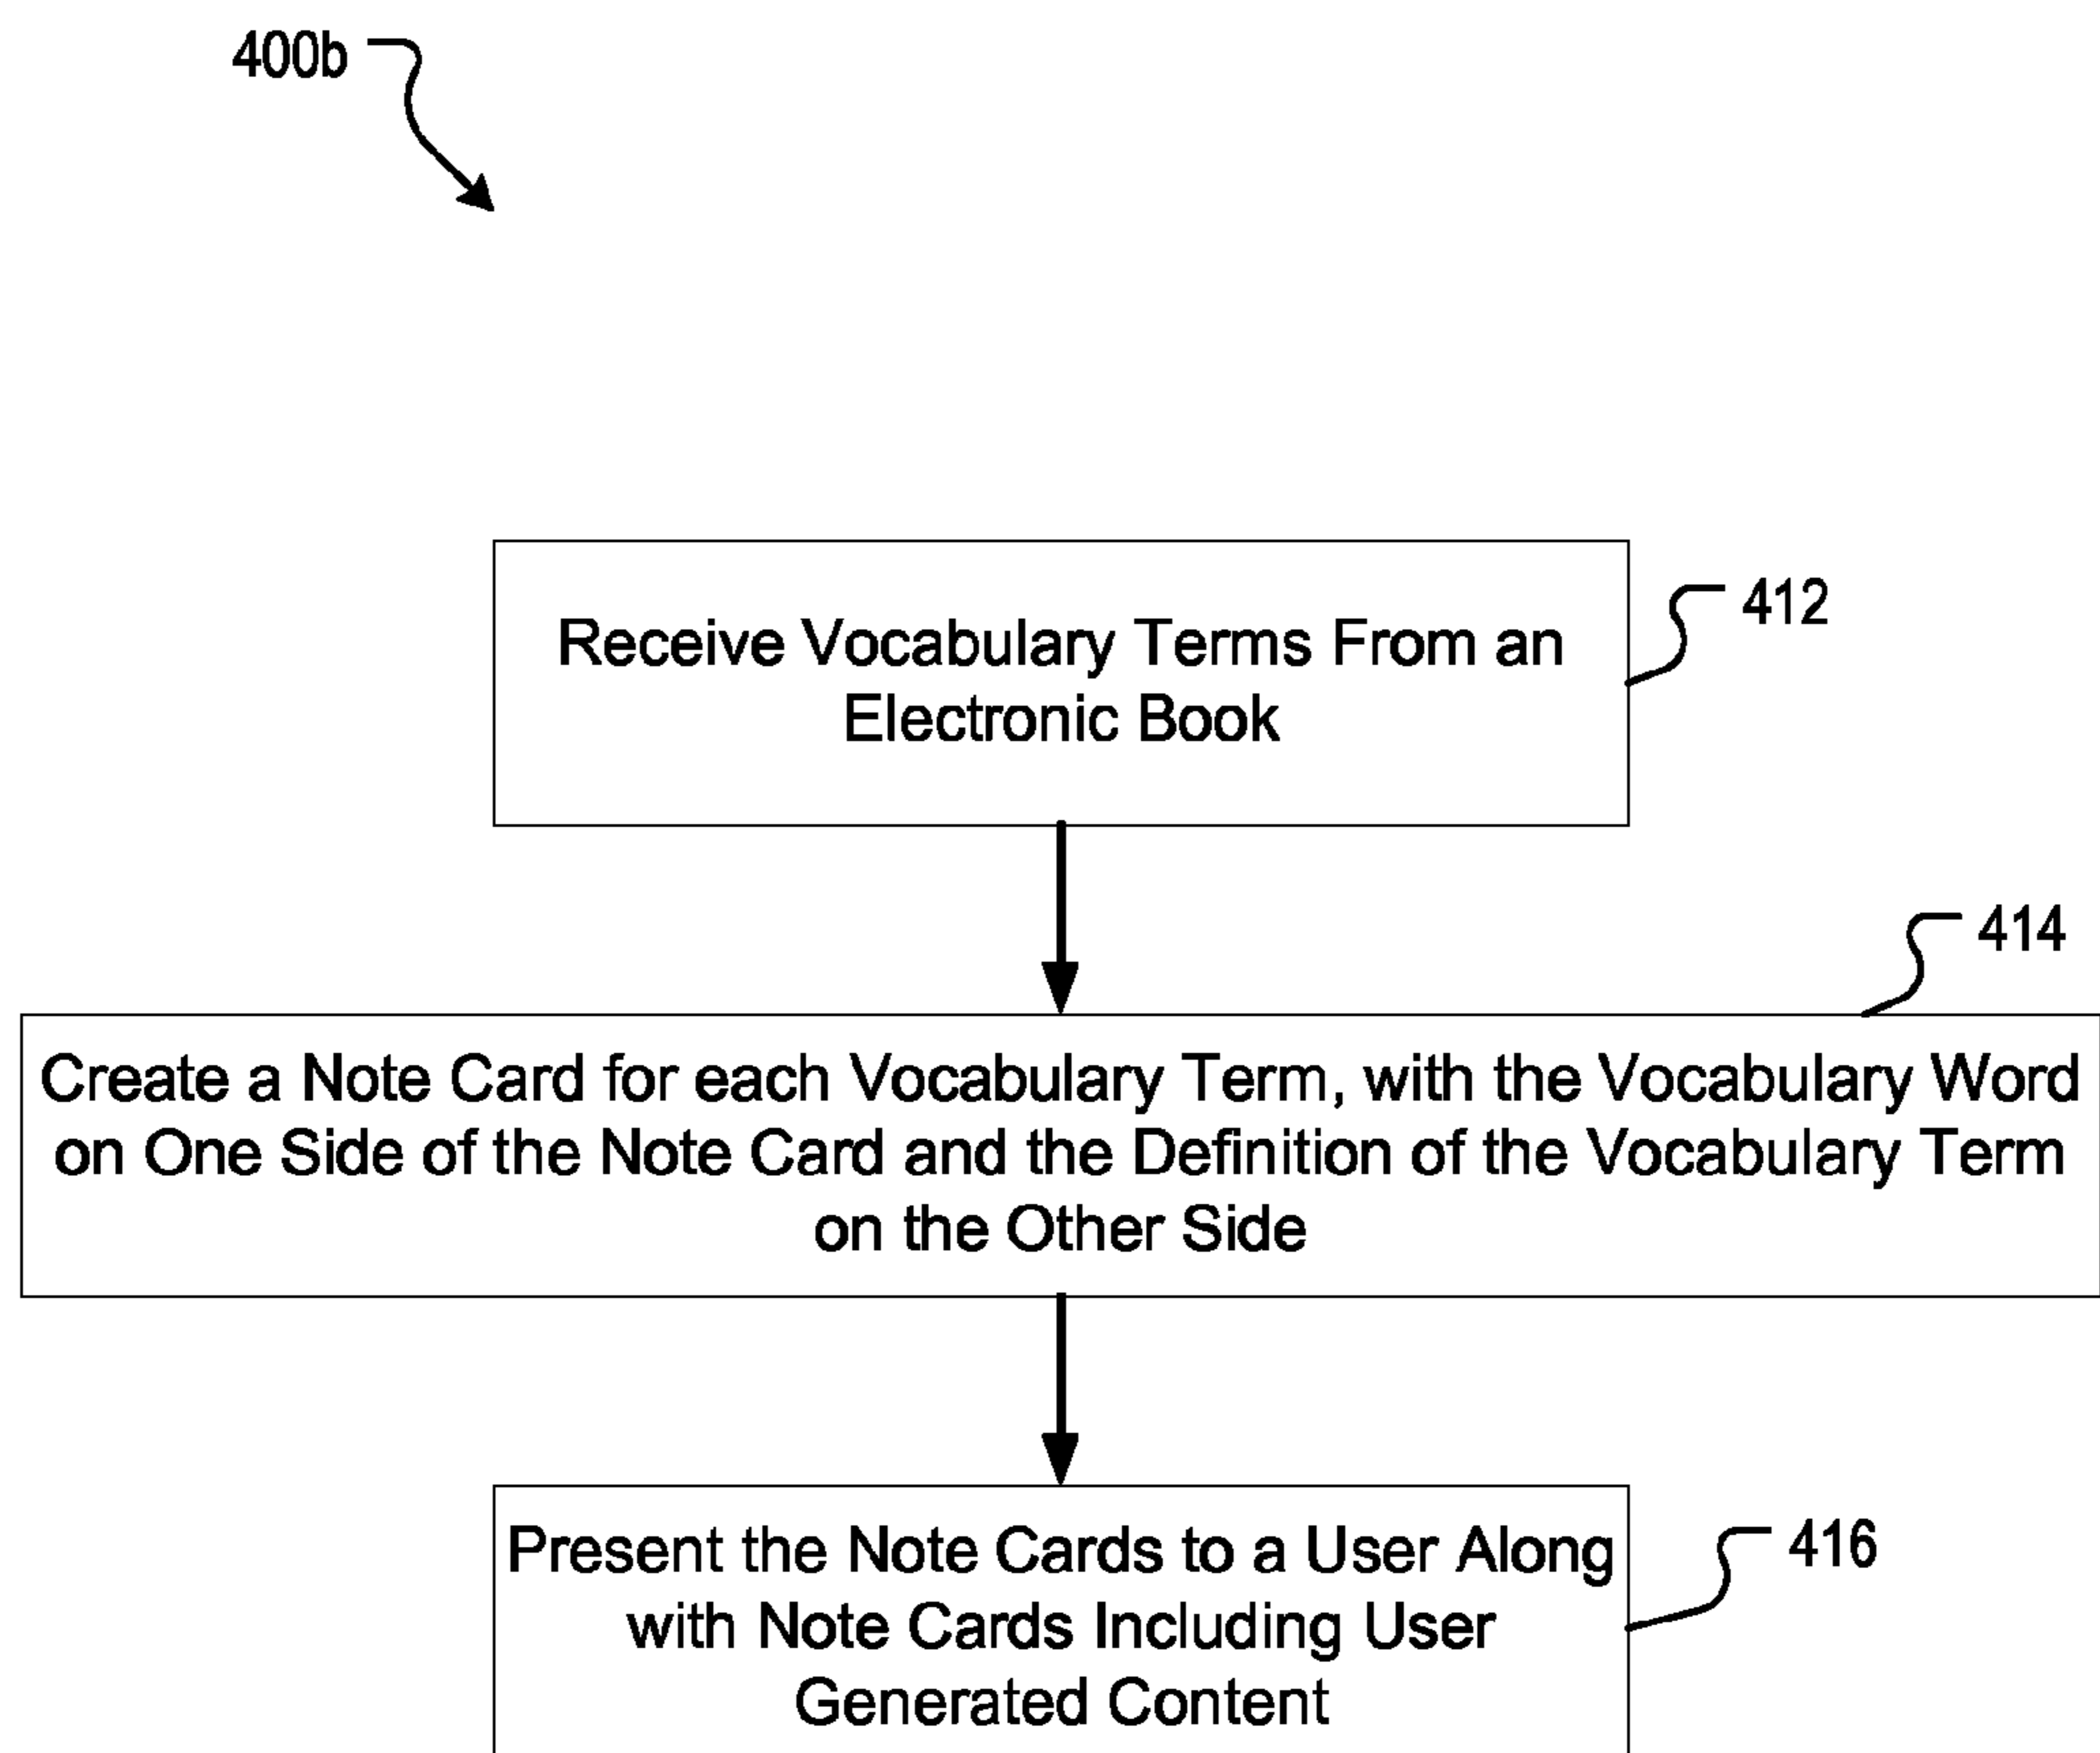 400b
Receive Vocabulary Terms From an
Electronic Book
412
414
Create a Note Card for each Vocabulary Term, with the Vocabulary Word
on One Side of the Note Card and the Definition of the Vocabulary Term
on the Other Side
Present the Note Cards to a User Along
with Note Cards Including User
Generated Content
416